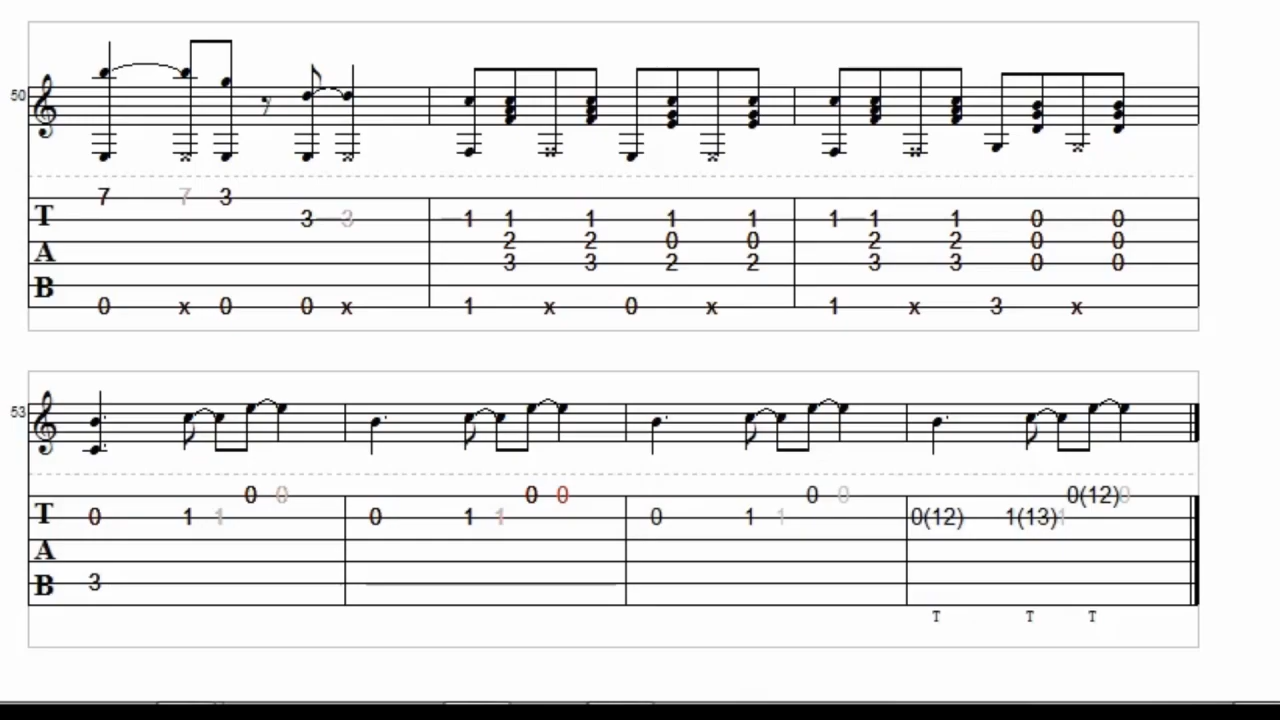 50
7 7 3
T 3 3 1 1 1 1 1 1 1 1 0 0
A 2 2 0 0 2 2 0 0
3 3 2 2 3 3 0 0
B
0 x 0 0 x 1 x 0 x 1 x 3 x
53
0 0 0 0 0 0 0(12) 0
T 0 1 1 0 1 1 0 1 1 0(12) 1(13) 1
A
B 3
T T T